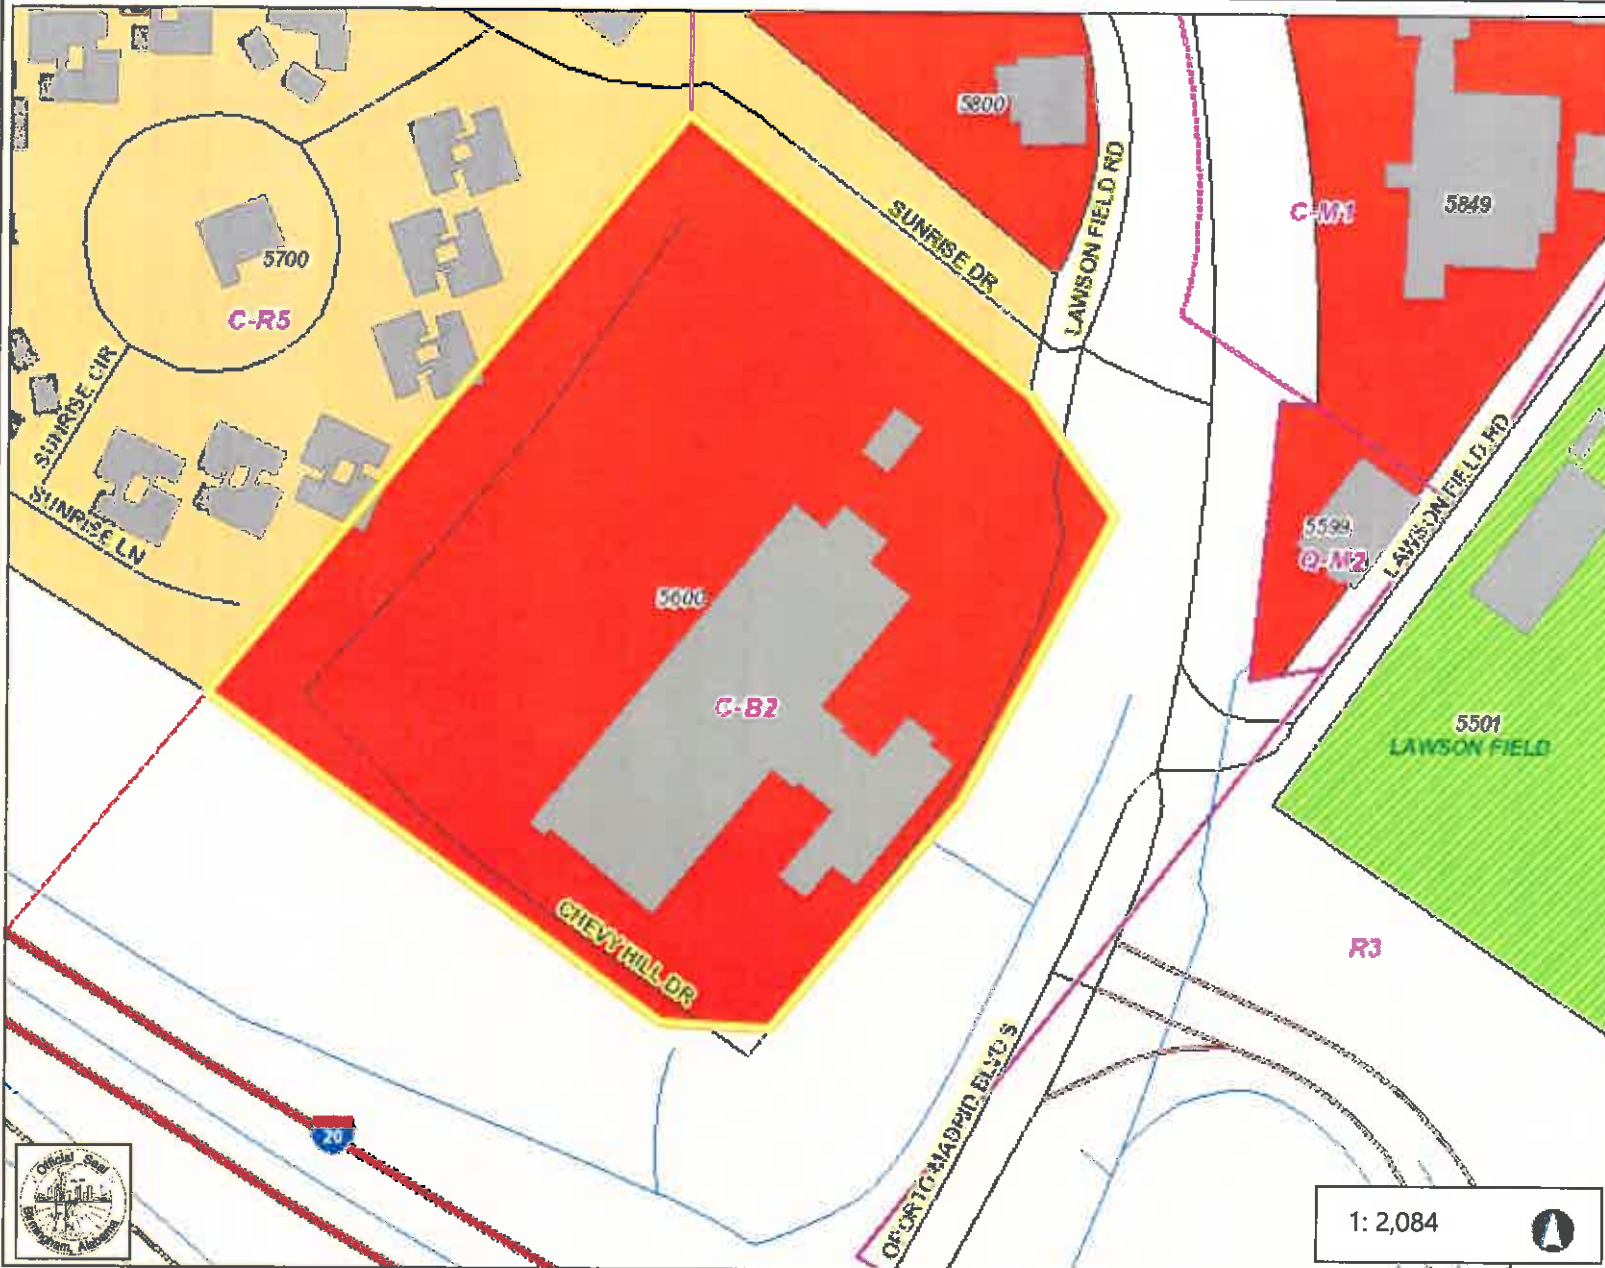 5800
LAWSON FIELD RD
C-M1
5849
SUNRISE DR
5700
C-R5
SUNRISE CIR
SUNRISE LN
LAWSON FIELD RD
5599
Q-M2
5600
C-B2
5501
LAWSON FIELD
CHEVY HILL DR
R3
OPORTO MADRID BLVD S
20
Official Seal
Birmingham, Alabama
1: 2,084